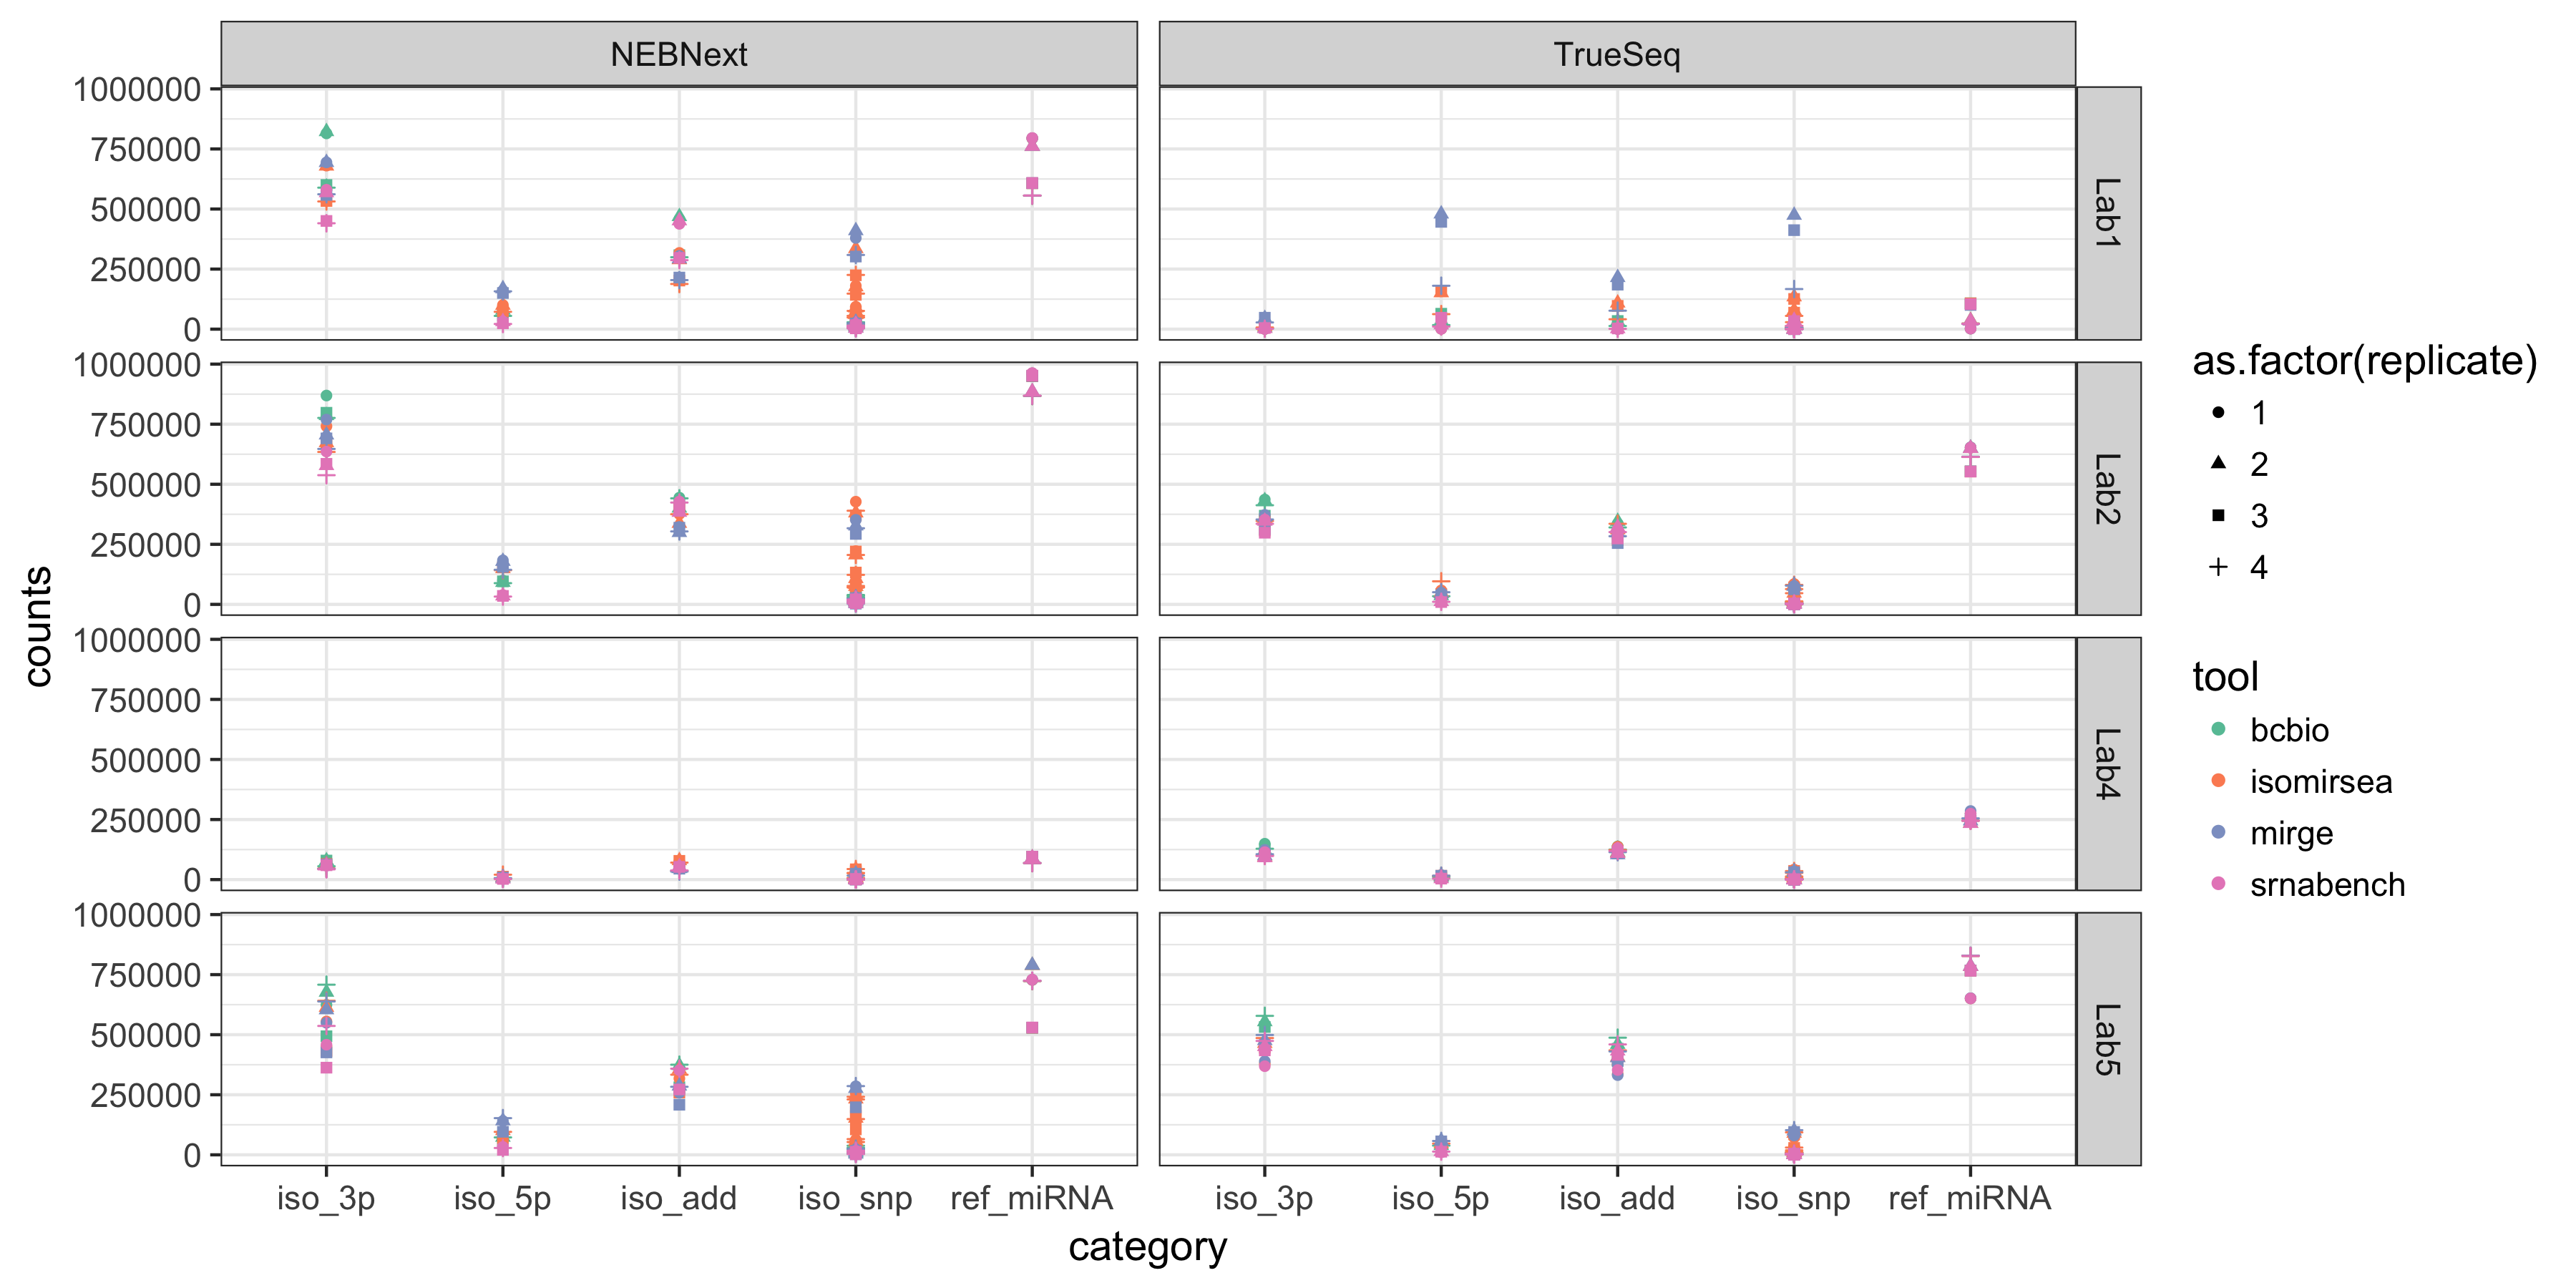 NEBNext
TrueSeq
1000000
750000
500000
250000
0
Lab1
1000000
750000
500000
250000
0
Lab2
1000000
750000
500000
250000
0
Lab4
1000000
750000
500000
250000
0
Lab5
iso_3p
iso_5p
iso_add
iso_snp
ref_miRNA
iso_3p
iso_5p
iso_add
iso_snp
ref_miRNA
category
counts
as.factor(replicate)
1
2
3
4
tool
bcbio
isomirsea
mirge
srnabench